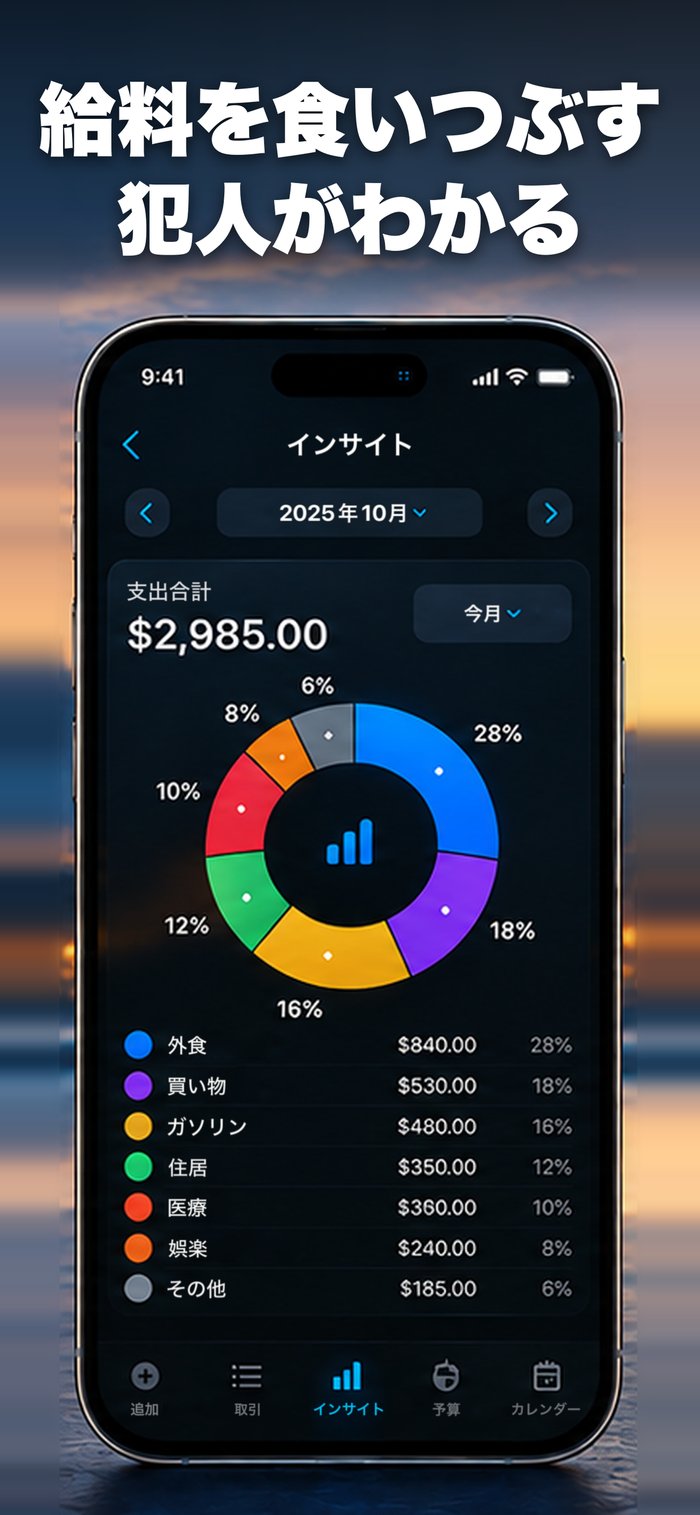 給料を食いつぶす
犯人がわかる
9:41
インサイト
2025年10月
支出合計
$2,985.00
今月
6%
8%
28%
10%
12%
18%
16%
外食 $840.00 28%
買い物 $530.00 18%
ガソリン $480.00 16%
住居 $350.00 12%
医療 $360.00 10%
娯楽 $240.00 8%
その他 $185.00 6%
追加 取引 インサイト 予算 カレンダー